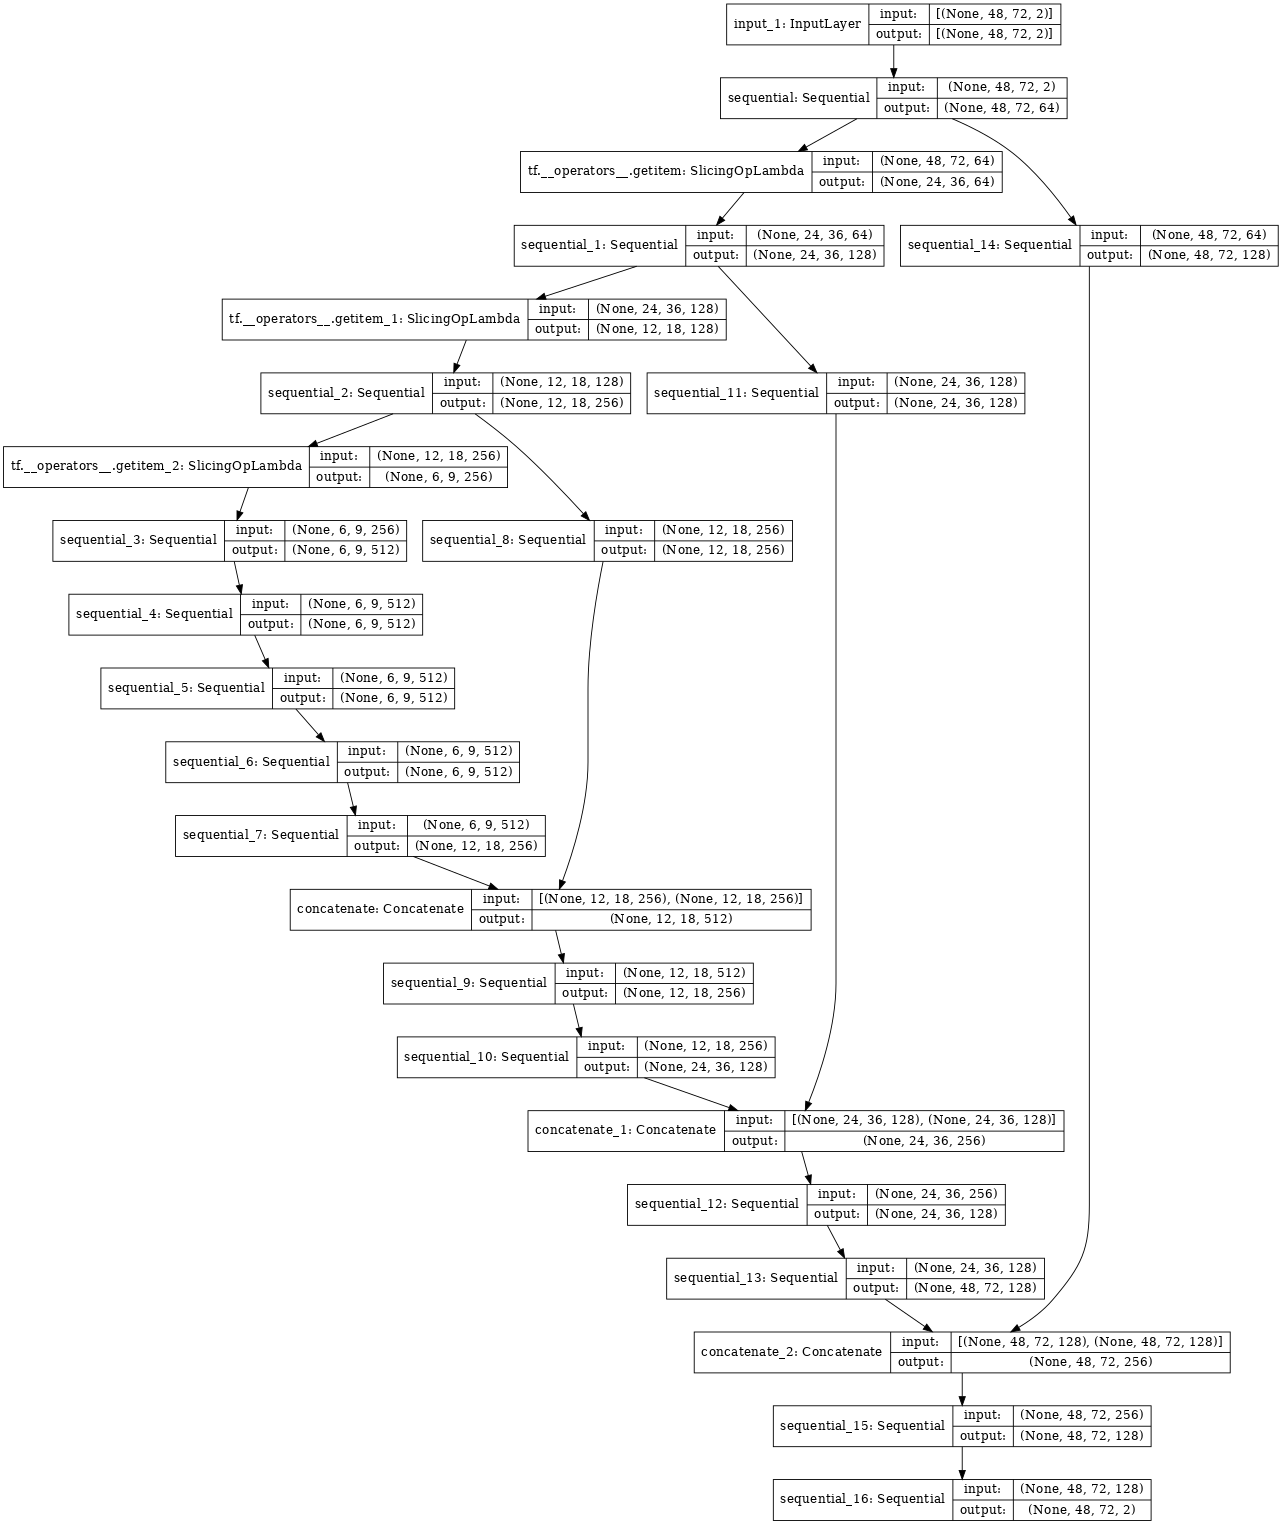 input_1: InputLayer
input: [(None, 48, 72, 2)]
output: [(None, 48, 72, 2)]
sequential: Sequential
input: (None, 48, 72, 2)
output: (None, 48, 72, 64)
tf.__operators__.getitem: SlicingOpLambda
input: (None, 48, 72, 64)
output: (None, 24, 36, 64)
sequential_1: Sequential
input: (None, 24, 36, 64)
output: (None, 24, 36, 128)
sequential_14: Sequential
input: (None, 48, 72, 64)
output: (None, 48, 72, 128)
tf.__operators__.getitem_1: SlicingOpLambda
input: (None, 24, 36, 128)
output: (None, 12, 18, 128)
sequential_2: Sequential
input: (None, 12, 18, 128)
output: (None, 12, 18, 256)
sequential_11: Sequential
input: (None, 24, 36, 128)
output: (None, 24, 36, 128)
tf.__operators__.getitem_2: SlicingOpLambda
input: (None, 12, 18, 256)
output: (None, 6, 9, 256)
sequential_3: Sequential
input: (None, 6, 9, 256)
output: (None, 6, 9, 512)
sequential_8: Sequential
input: (None, 12, 18, 256)
output: (None, 12, 18, 256)
sequential_4: Sequential
input: (None, 6, 9, 512)
output: (None, 6, 9, 512)
sequential_5: Sequential
input: (None, 6, 9, 512)
output: (None, 6, 9, 512)
sequential_6: Sequential
input: (None, 6, 9, 512)
output: (None, 6, 9, 512)
sequential_7: Sequential
input: (None, 6, 9, 512)
output: (None, 12, 18, 256)
concatenate: Concatenate
input: [(None, 12, 18, 256), (None, 12, 18, 256)]
output: (None, 12, 18, 512)
sequential_9: Sequential
input: (None, 12, 18, 512)
output: (None, 12, 18, 256)
sequential_10: Sequential
input: (None, 12, 18, 256)
output: (None, 24, 36, 128)
concatenate_1: Concatenate
input: [(None, 24, 36, 128), (None, 24, 36, 128)]
output: (None, 24, 36, 256)
sequential_12: Sequential
input: (None, 24, 36, 256)
output: (None, 24, 36, 128)
sequential_13: Sequential
input: (None, 24, 36, 128)
output: (None, 48, 72, 128)
concatenate_2: Concatenate
input: [(None, 48, 72, 128), (None, 48, 72, 128)]
output: (None, 48, 72, 256)
sequential_15: Sequential
input: (None, 48, 72, 256)
output: (None, 48, 72, 128)
sequential_16: Sequential
input: (None, 48, 72, 128)
output: (None, 48, 72, 2)